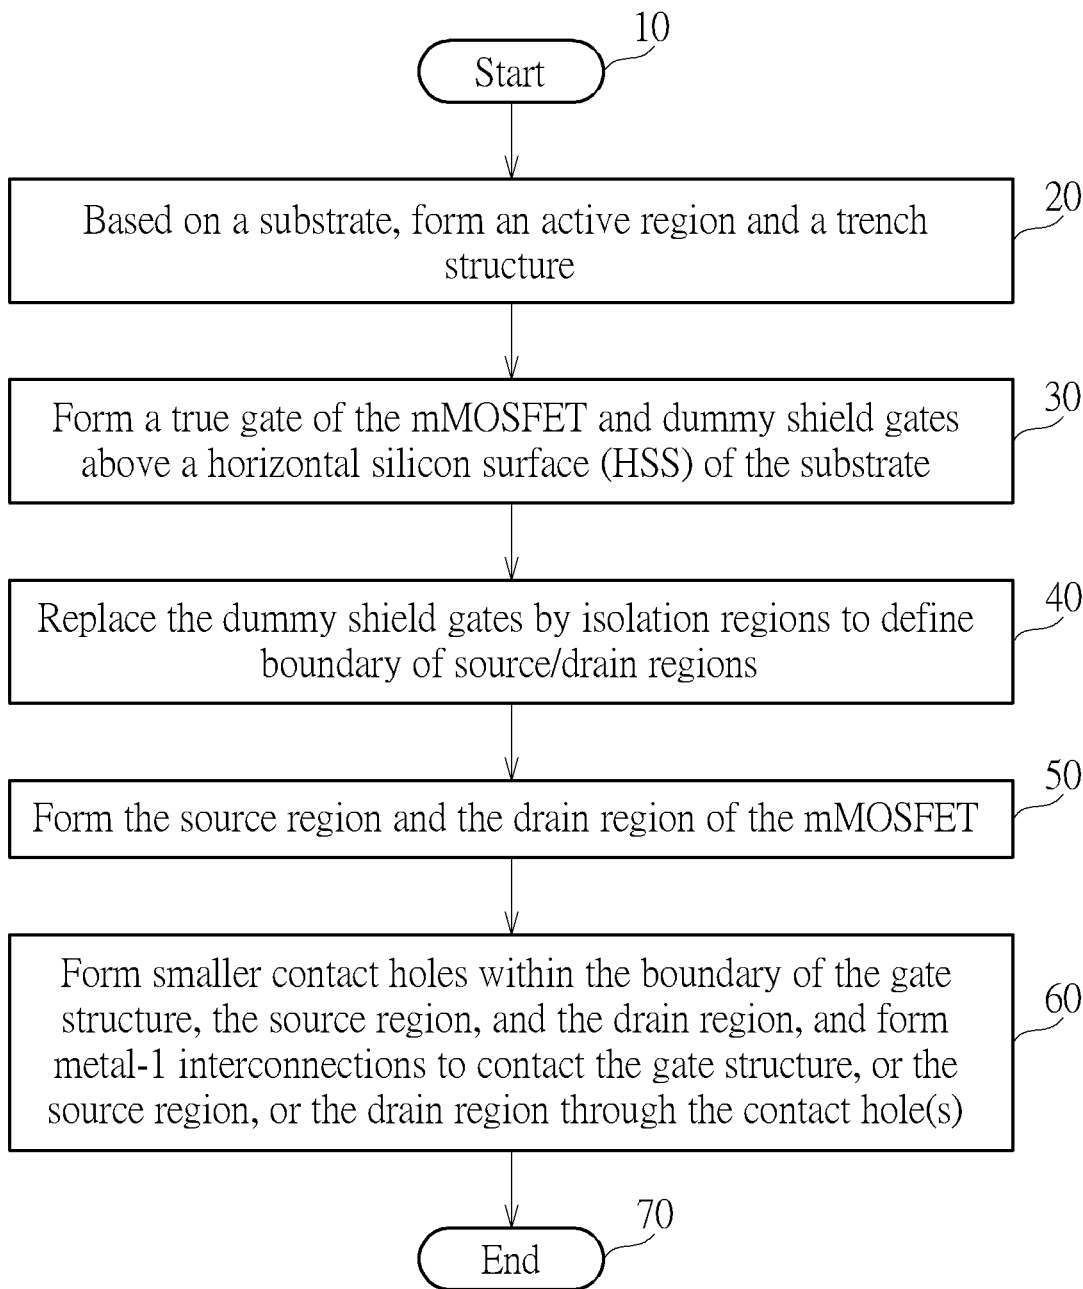 10
Start
20
Based on a substrate, form an active region and a trench
structure
30
Form a true gate of the mMOSFET and dummy shield gates
above a horizontal silicon surface (HSS) of the substrate
40
Replace the dummy shield gates by isolation regions to define
boundary of source/drain regions
50
Form the source region and the drain region of the mMOSFET
60
Form smaller contact holes within the boundary of the gate
structure, the source region, and the drain region, and form
metal-1 interconnections to contact the gate structure, or the
source region, or the drain region through the contact hole(s)
70
End